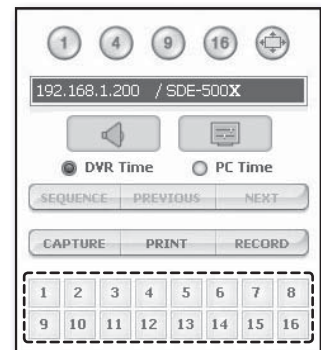 1 4 9 16
192.168.1.200 / SDE-500X
DVR Time PC Time
SEQUENCE PREVIOUS NEXT
CAPTURE PRINT RECORD
1 2 3 4 5 6 7 8
9 10 11 12 13 14 15 16